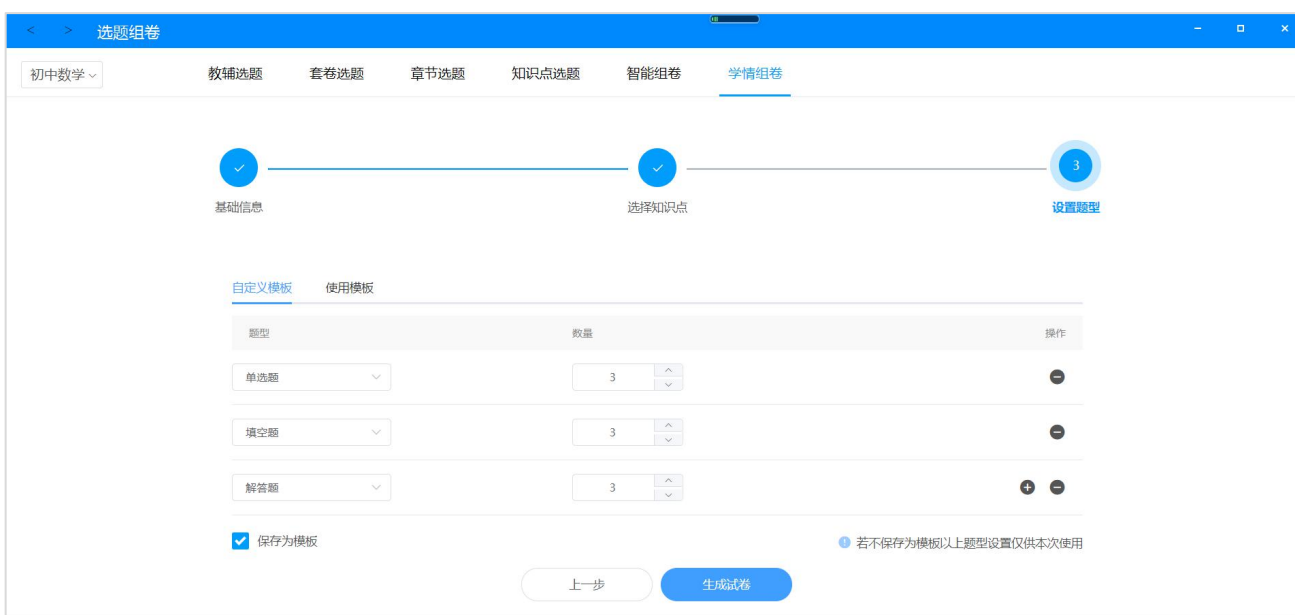 选题组卷
初中数学 教辅选题 套卷选题 章节选题 知识点选题 智能组卷 学情组卷
3
基础信息 选择知识点 设置题型
自定义模板 使用模板
题型 数量 操作
单选题 3
填空题 3
解答题 3
保存为模板 若不保存为模板以上题型设置仅供本次使用
上一步 生成试卷